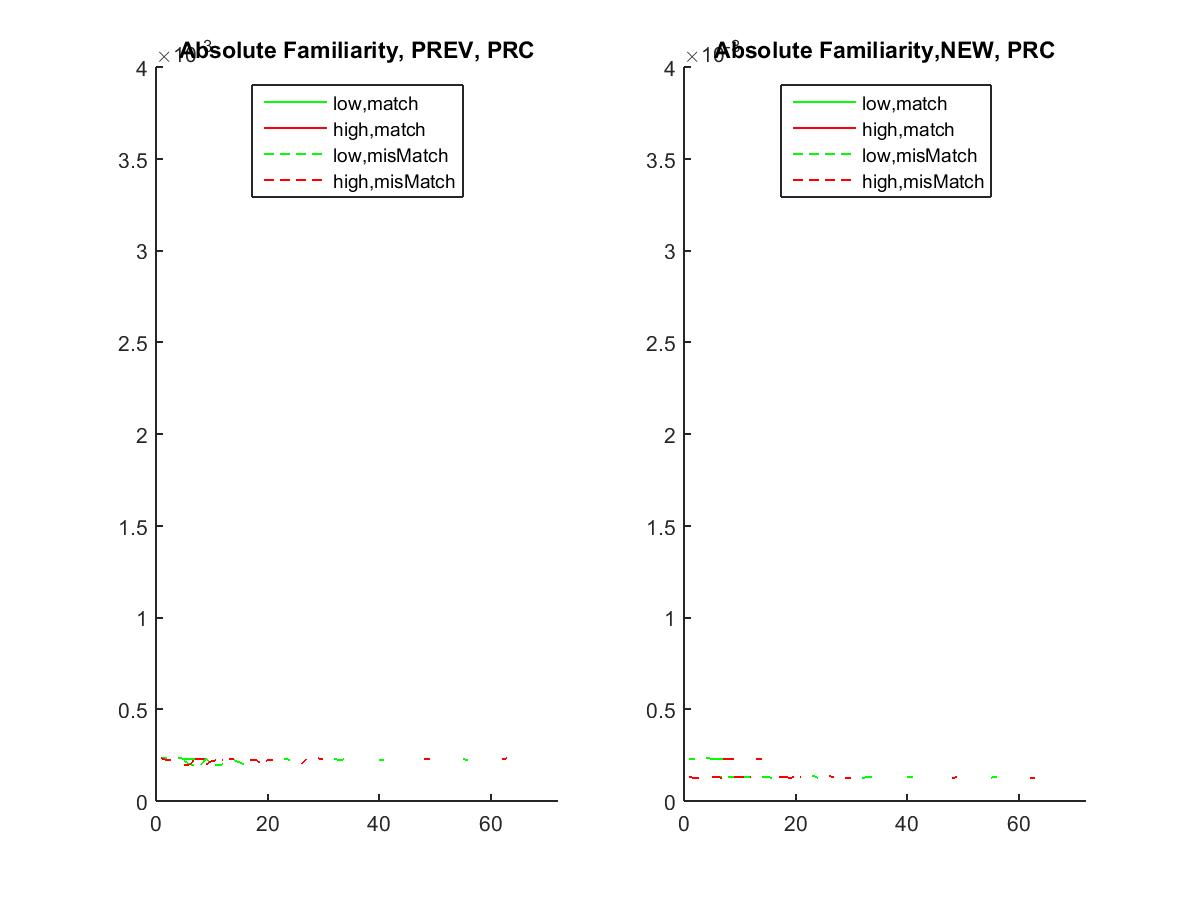 Absolute Familiarity, PREV, PRC
4
3.5
3
2.5
2
1.5
1
0.5
0
0 20 40 60
low,match
high,match
low,misMatch
high,misMatch
Absolute Familiarity,NEW, PRC
4
3.5
3
2.5
2
1.5
1
0.5
0
0 20 40 60
low,match
high,match
low,misMatch
high,misMatch